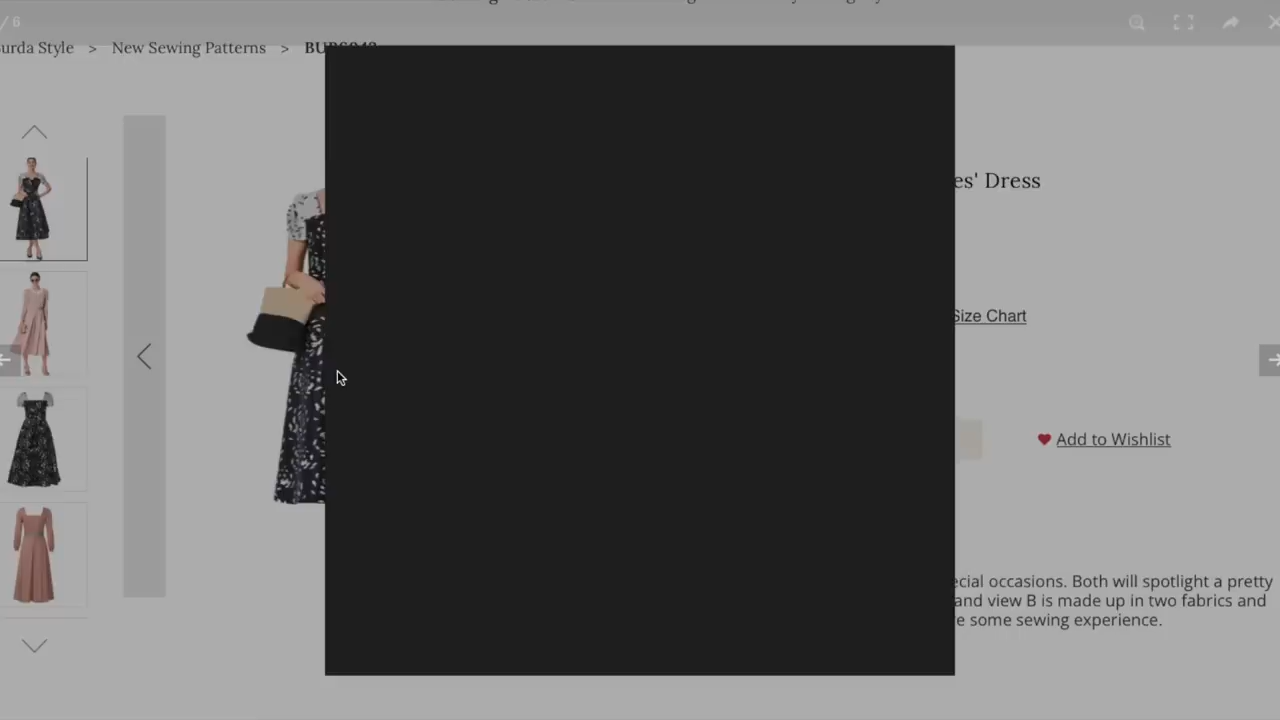 / 6
urda Style > New Sewing Patterns >
es' Dress
Size Chart
Add to Wishlist
ecial occasions. Both will spotlight a pretty
and view B is made up in two fabrics and
e some sewing experience.